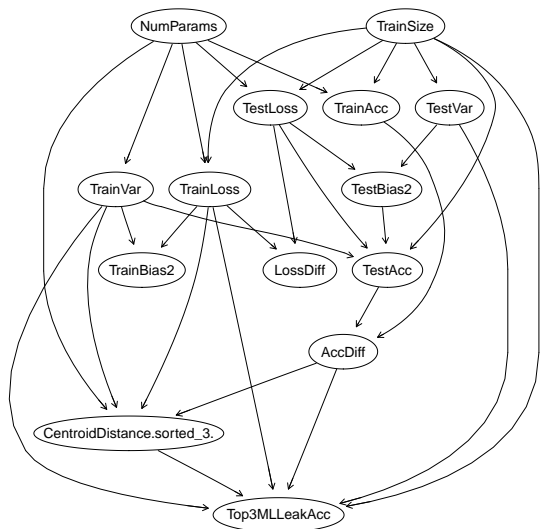 NumParams
TrainSize
TestLoss
TrainAcc
TestVar
TrainVar
TrainLoss
TestBias2
TrainBias2
LossDiff
TestAcc
AccDiff
CentroidDistance.sorted_3.
Top3MLLeakAcc